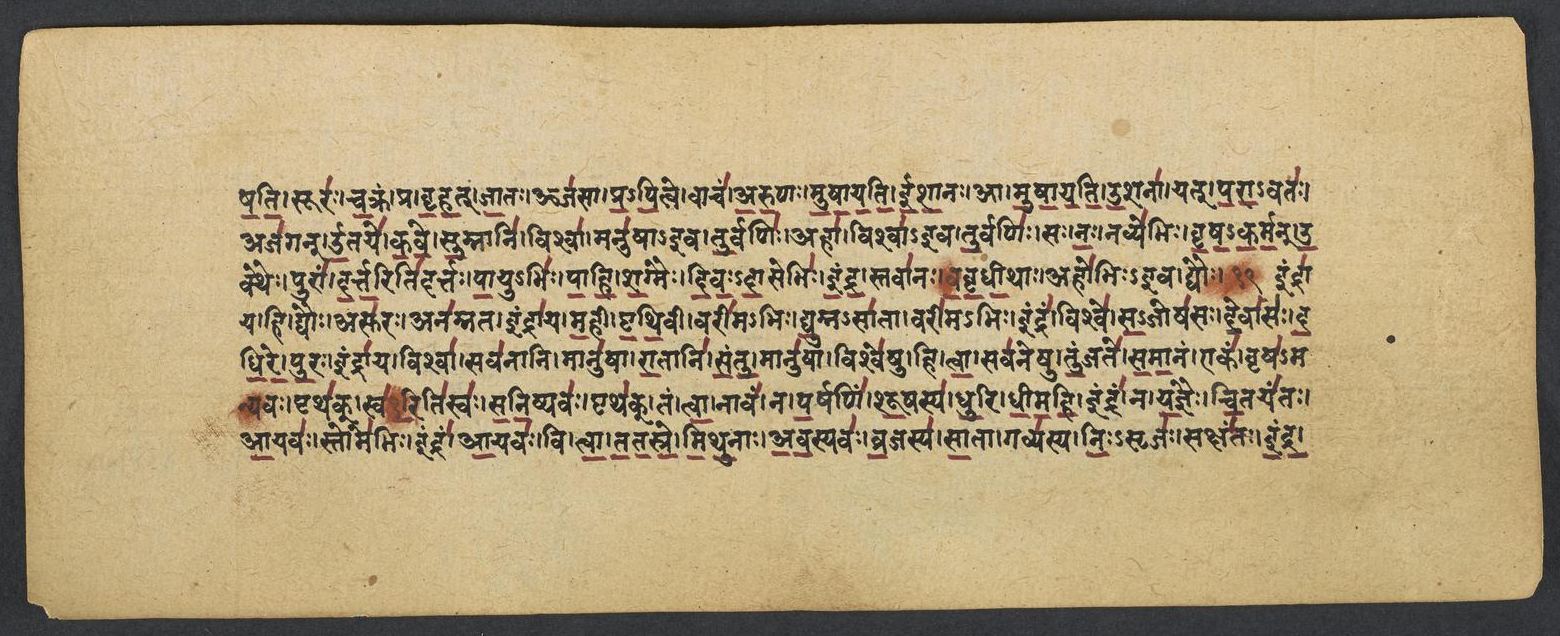 षति।सूरः।चक्रं।प्र।वृहत्।जातः।ओजसा।प्रऽपित्वे।वाचं।अरुणः।मुषायति।ईशानः।आ।मुषायति।उशना।यत्।पराऽवतः।
अजगन्।ऊतये।कवे।सुम्नानि।विश्वा।मनुषाऽइव।तुर्वणिः।अहा।विश्वाऽइव।तुर्वणिः।सः।नः।नव्येभिः।वृषऽकर्मन्।उ
क्थैः।पुरां।दर्तरिति दर्तः।पायुऽभिः।पाहि।शग्मैः।दिवःऽदासेभिः।इंद्र।स्तवानः।ववृधीथाः।अहोभिःऽइव।द्यौः।१९ इंद्रा
य।हि।द्यौः।असुरः।अनम्नत।इंद्राय।मही।पृथिवी।वरीमऽभिः।द्युम्नऽसाता।वरीमऽभिः।इंद्रं।विश्वे।सऽजोषसः।देवासः।द
धिरे।पुरः।इंद्राय।विश्वा।सवनानि।मानुषा।रातानि।संतु।मानुषा।विश्वेषु।हि।त्वा।सवनेषु।तुंजते।समानं।एकं।वृषऽम
न्यवः।पृथक्।स्व१रिति स्वः।सनिष्यवः।पृथक्।तं।त्वा।नावं।न।पर्षणिं।शूषस्य।धुरि।धीमहि।इंद्रं।न।यज्ञैः।चितयंतः।
आयवः।स्तोमेभिः।इंद्रं।आयवः।वि।त्वा।ततस्रे।मिथुनाः।अवस्यवः।व्रजस्य।साता।गव्यस्य।निःऽसृजः।सक्षंतः।इंद्र।